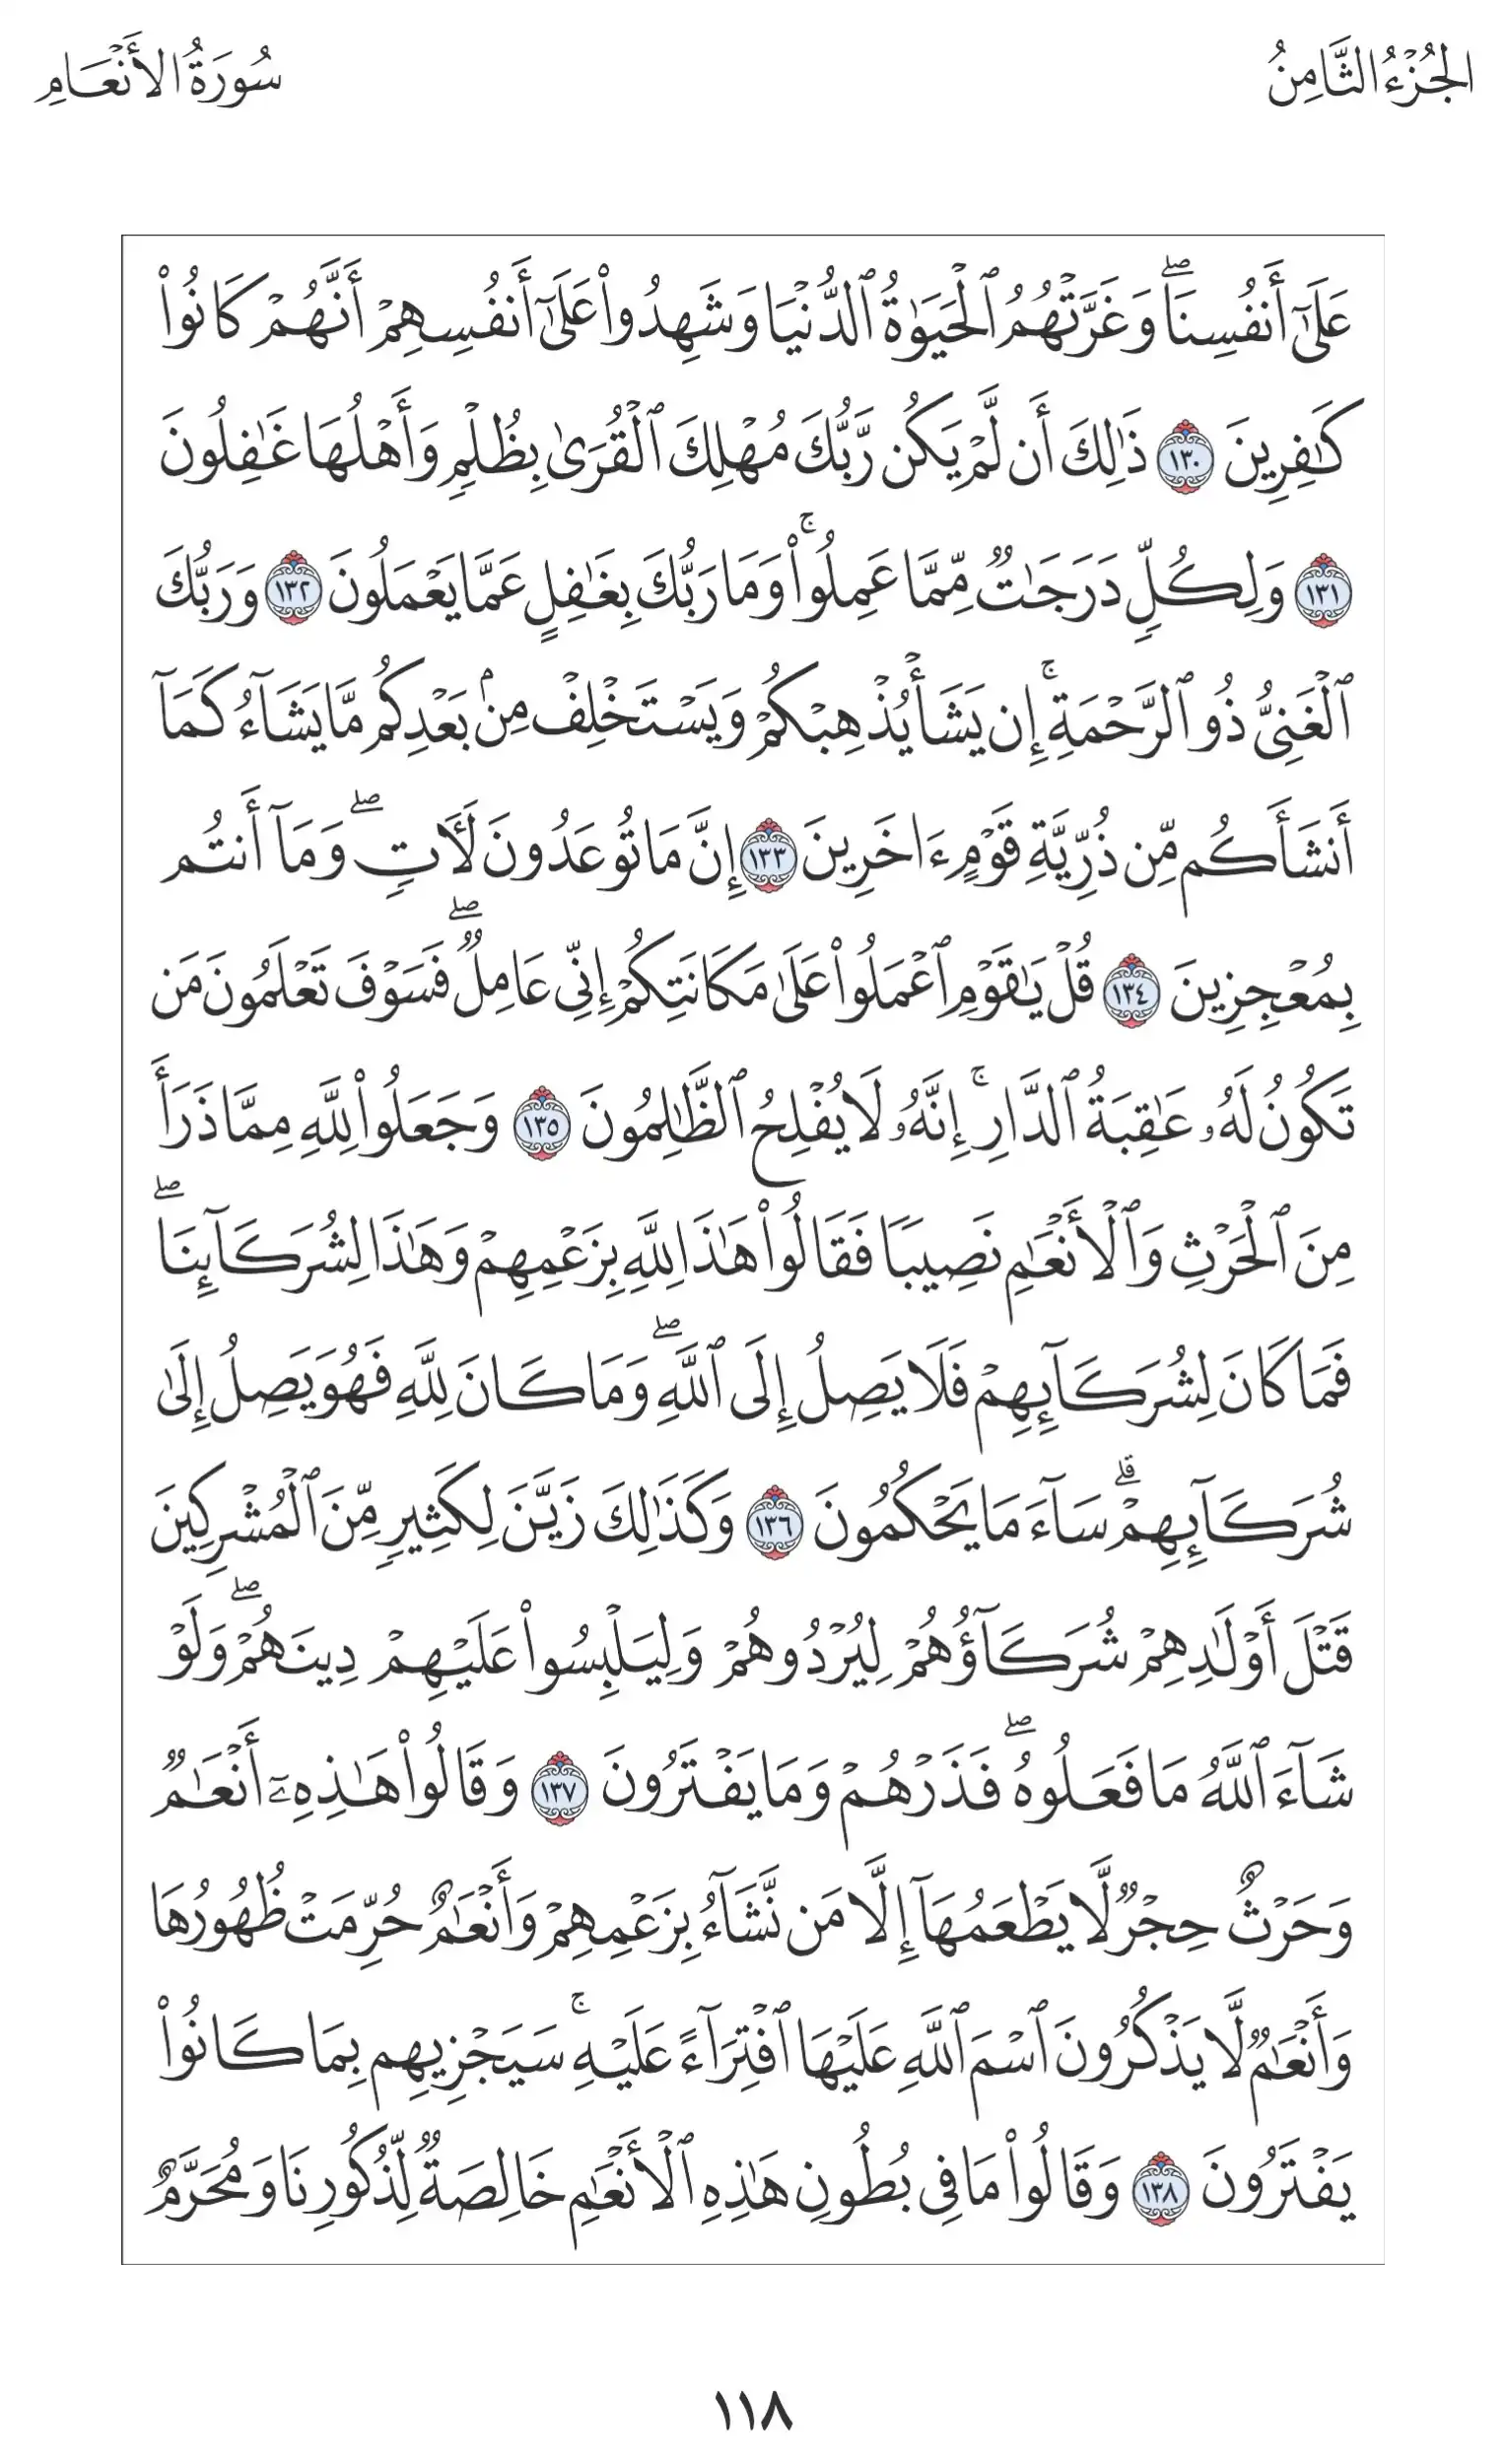 الجُزْءُ الثَّامِنُ
سُورَةُ الأَنْعَامِ
عَلَىٰٓ أَنفُسِنَاۖ وَغَرَّتْهُمُ ٱلْحَيَوٰةُ ٱلدُّنْيَا وَشَهِدُوا۟ عَلَىٰٓ أَنفُسِهِمْ أَنَّهُمْ كَانُوا۟
كَٰفِرِينَ ١٣٠ ذَٰلِكَ أَن لَّمْ يَكُن رَّبُّكَ مُهْلِكَ ٱلْقُرَىٰ بِظُلْمٍ وَأَهْلُهَا غَٰفِلُونَ
١٣١ وَلِكُلٍّ دَرَجَٰتٌ مِّمَّا عَمِلُوا۟ۚ وَمَا رَبُّكَ بِغَٰفِلٍ عَمَّا يَعْمَلُونَ ١٣٢ وَرَبُّكَ
ٱلْغَنِىُّ ذُو ٱلرَّحْمَةِۚ إِن يَشَأْ يُذْهِبْكُمْ وَيَسْتَخْلِفْ مِنۢ بَعْدِكُم مَّا يَشَآءُ كَمَآ
أَنشَأَكُم مِّن ذُرِّيَّةِ قَوْمٍ ءَاخَرِينَ ١٣٣ إِنَّ مَا تُوعَدُونَ لَءَاتٍۖ وَمَآ أَنتُم
بِمُعْجِزِينَ ١٣٤ قُلْ يَٰقَوْمِ ٱعْمَلُوا۟ عَلَىٰ مَكَانَتِكُمْ إِنِّى عَامِلٌۖ فَسَوْفَ تَعْلَمُونَ مَن
تَكُونُ لَهُۥ عَٰقِبَةُ ٱلدَّارِۚ إِنَّهُۥ لَا يُفْلِحُ ٱلظَّٰلِمُونَ ١٣٥ وَجَعَلُوا۟ لِلَّهِ مِمَّا ذَرَأَ
مِنَ ٱلْحَرْثِ وَٱلْأَنْعَٰمِ نَصِيبًا فَقَالُوا۟ هَٰذَا لِلَّهِ بِزَعْمِهِمْ وَهَٰذَا لِشُرَكَآئِنَاۖ
فَمَا كَانَ لِشُرَكَآئِهِمْ فَلَا يَصِلُ إِلَى ٱللَّهِۖ وَمَا كَانَ لِلَّهِ فَهُوَ يَصِلُ إِلَىٰ
شُرَكَآئِهِمْۗ سَآءَ مَا يَحْكُمُونَ ١٣٦ وَكَذَٰلِكَ زَيَّنَ لِكَثِيرٍ مِّنَ ٱلْمُشْرِكِينَ
قَتْلَ أَوْلَٰدِهِمْ شُرَكَآؤُهُمْ لِيُرْدُوهُمْ وَلِيَلْبِسُوا۟ عَلَيْهِمْ دِينَهُمْۖ وَلَوْ
شَآءَ ٱللَّهُ مَا فَعَلُوهُۖ فَذَرْهُمْ وَمَا يَفْتَرُونَ ١٣٧ وَقَالُوا۟ هَٰذِهِۦٓ أَنْعَٰمٌ
وَحَرْثٌ حِجْرٌ لَّا يَطْعَمُهَآ إِلَّا مَن نَّشَآءُ بِزَعْمِهِمْ وَأَنْعَٰمٌ حُرِّمَتْ ظُهُورُهَا
وَأَنْعَٰمٌ لَّا يَذْكُرُونَ ٱسْمَ ٱللَّهِ عَلَيْهَا ٱفْتِرَآءً عَلَيْهِۚ سَيَجْزِيهِم بِمَا كَانُوا۟
يَفْتَرُونَ ١٣٨ وَقَالُوا۟ مَا فِى بُطُونِ هَٰذِهِ ٱلْأَنْعَٰمِ خَالِصَةٌ لِّذُكُورِنَا وَمُحَرَّمٌ
١١٨